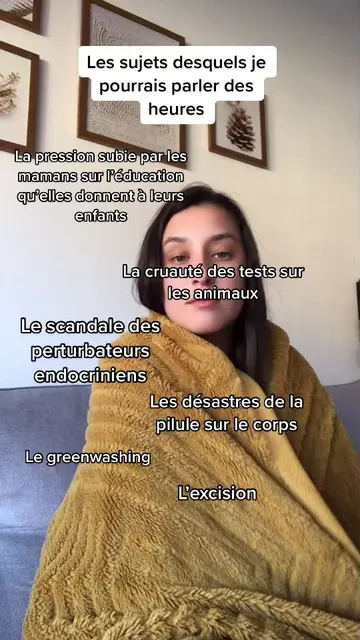 Les sujets desquels je
pourrais parler des
heures
La pression subie par les
mamans sur l'éducation
qu'elles donnent à leurs
enfants
La cruauté des tests sur
les animaux
Le scandale des
perturbateurs
endocriniens
Les désastres de la
pilule sur le corps
Le greenwashing
L'excision